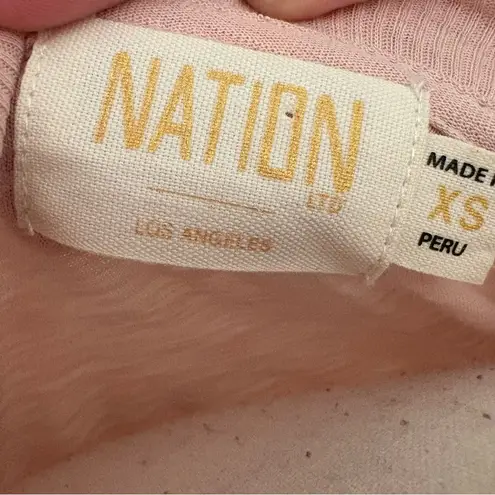 NATION
LTD
LOS ANGELES
MADE
XS
PERU